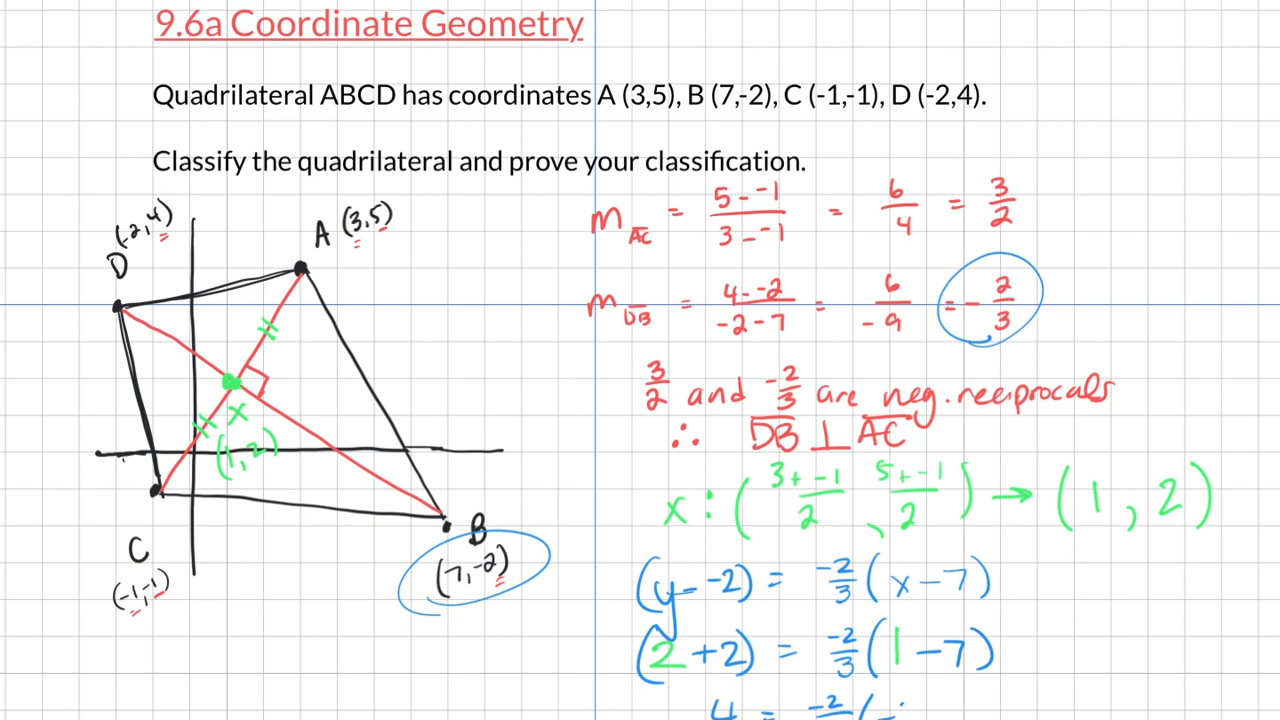 9.6a Coordinate Geometry
Quadrilateral ABCD has coordinates A (3,5), B (7,-2), C (-1,-1), D (-2,4).
Classify the quadrilateral and prove your classification.
(-2,4)
D
A (3,5)
x
(1,2)
C
(-1,-1)
B
(7,-2)
m AC = 5--1 / 3--1 = 6/4 = 3/2
m DB = 4--2 / -2-7 = 6/-9 = -2/3
3/2 and -2/3 are neg. reciprocals
∴ DB ⊥ AC
x : (3+-1/2, 5+-1/2) → (1, 2)
(y--2) = -2/3 (x-7)
(2+2) = -2/3 (1-7)
4 = -2